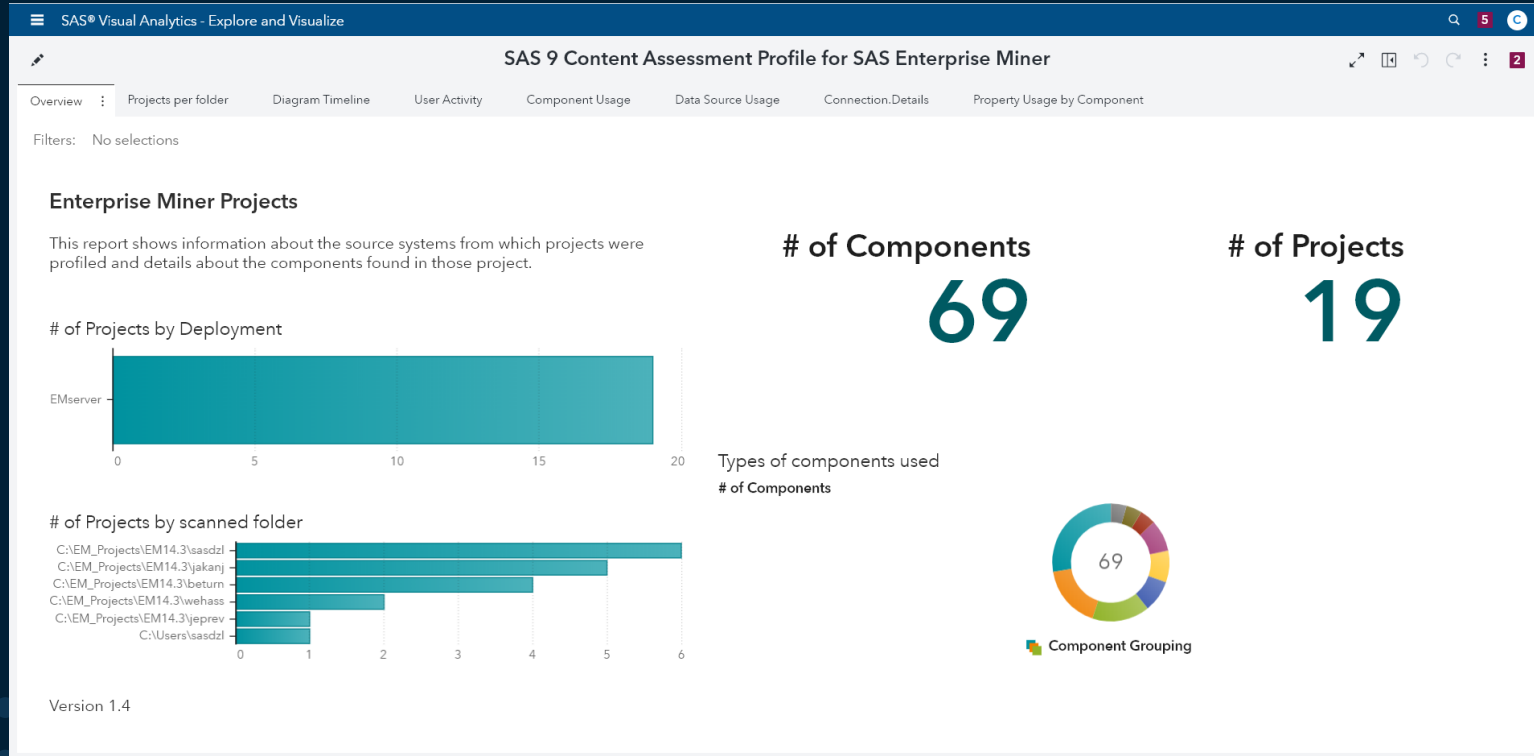 SAS® Visual Analytics - Explore and Visualize
5
C
SAS 9 Content Assessment Profile for SAS Enterprise Miner
2
Overview
Projects per folder
Diagram Timeline
User Activity
Component Usage
Data Source Usage
Connection.Details
Property Usage by Component
Filters: No selections
Enterprise Miner Projects
This report shows information about the source systems from which projects were
profiled and details about the components found in those project.
# of Components
69
# of Projects
19
# of Projects by Deployment
EMserver
0 5 10 15 20
# of Projects by scanned folder
C:\EM_Projects\EM14.3\sasdzl
C:\EM_Projects\EM14.3\jakanj
C:\EM_Projects\EM14.3\beturn
C:\EM_Projects\EM14.3\wehass
C:\EM_Projects\EM14.3\jeprev
C:\Users\sasdzl
0 1 2 3 4 5 6
Types of components used
# of Components
69
Component Grouping
Version 1.4